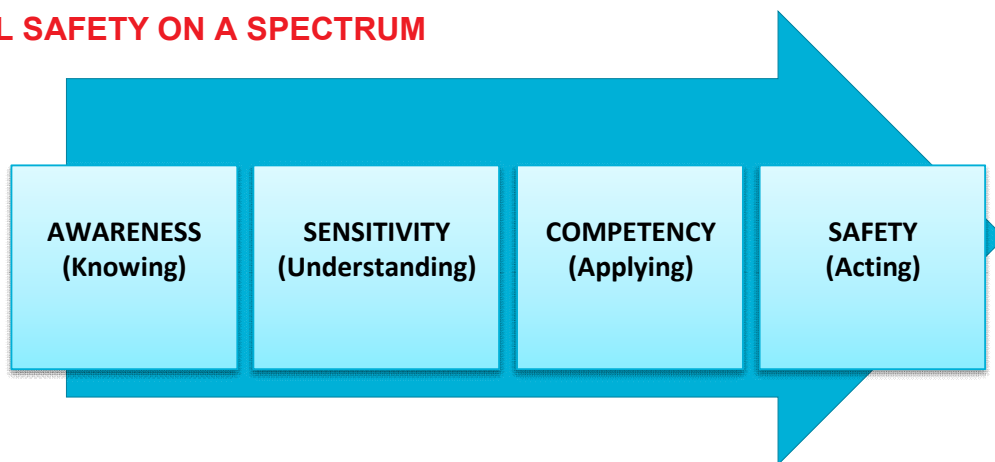 L SAFETY ON A SPECTRUM
AWARENESS
(Knowing)
SENSITIVITY
(Understanding)
COMPETENCY
(Applying)
SAFETY
(Acting)